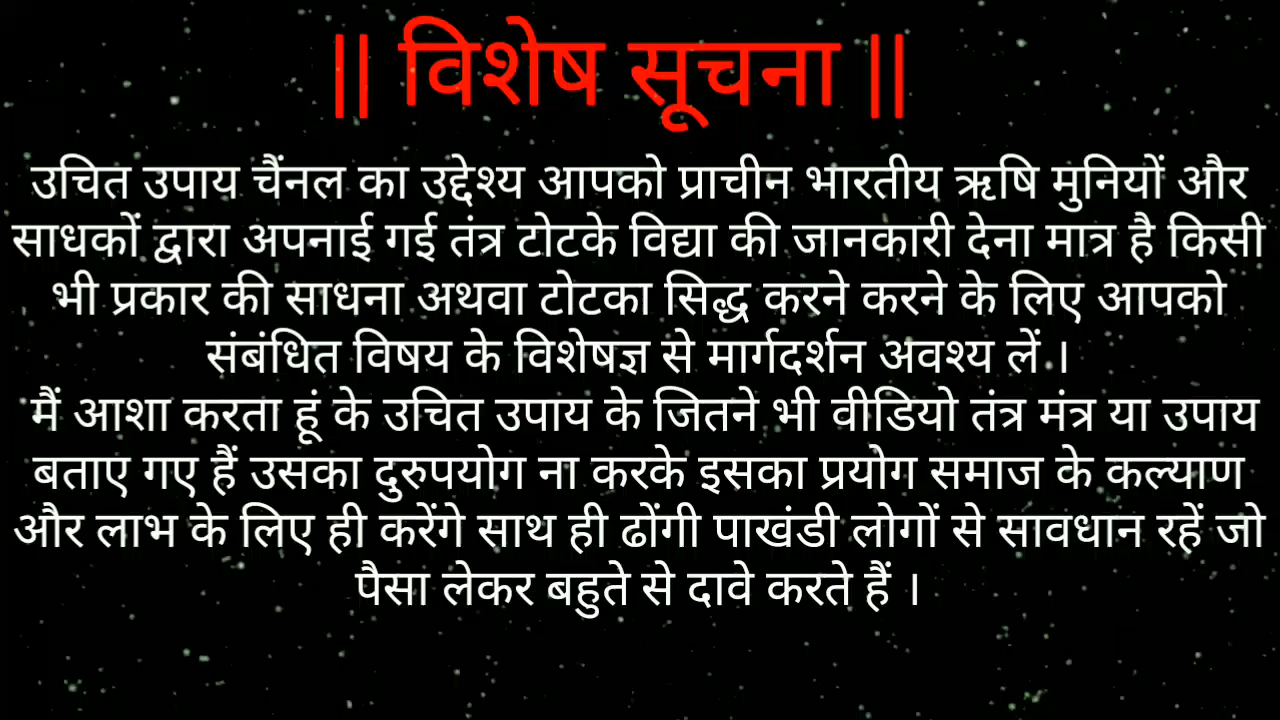 || विशेष सूचना ||
उचित उपाय चैंनल का उद्देश्य आपको प्राचीन भारतीय ऋषि मुनियों और
साधकों द्वारा अपनाई गई तंत्र टोटके विद्या की जानकारी देना मात्र है किसी
भी प्रकार की साधना अथवा टोटका सिद्ध करने करने के लिए आपको
संबंधित विषय के विशेषज्ञ से मार्गदर्शन अवश्य लें ।
मैं आशा करता हूं के उचित उपाय के जितने भी वीडियो तंत्र मंत्र या उपाय
बताए गए हैं उसका दुरुपयोग ना करके इसका प्रयोग समाज के कल्याण
और लाभ के लिए ही करेंगे साथ ही ढोंगी पाखंडी लोगों से सावधान रहें जो
पैसा लेकर बहुते से दावे करते हैं ।